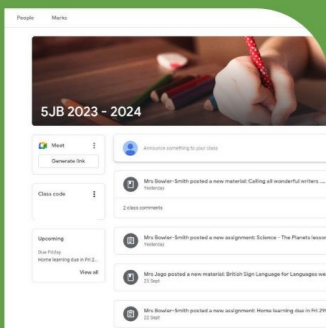 People Marks
5JB 2023 - 2024
Meet
Generate link
Announce something to your class
Mrs Bowler-Smith posted a new material: Calling all wonderful writers ...
Yesterday
Class code
2 class comments
Upcoming
Due Friday
Home learning due in Fri 2...
View all
Mrs Bowler-Smith posted a new assignment: Science - The Planets lesson
Yesterday
Mrs Jago posted a new material: British Sign Language for Languages we
23 Sept
Mrs Bowler-Smith posted a new assignment: Home learning due in Fri 29
22 Sept